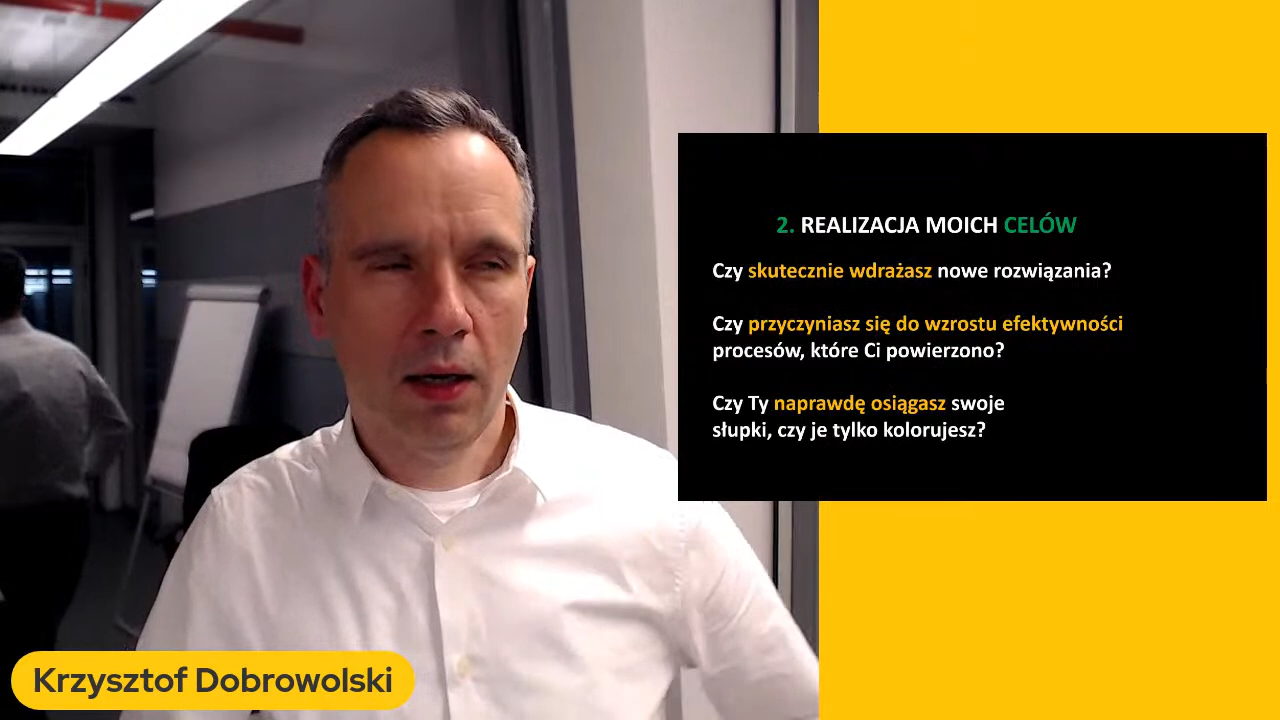 2. REALIZACJA MOICH CELÓW
Czy skutecznie wdrażasz nowe rozwiązania?
Czy przyczyniasz się do wzrostu efektywności
procesów, które Ci powierzono?
Czy Ty naprawdę osiągasz swoje
słupki, czy je tylko kolorujesz?
Krzysztof Dobrowolski